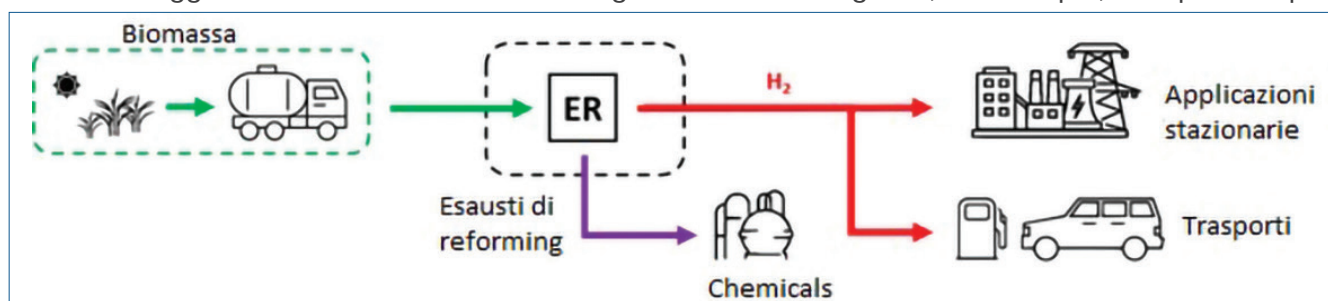 Biomassa
ER
H₂
Applicazioni
stazionarie
Esausti di
reforming
Trasporti
Chemicals